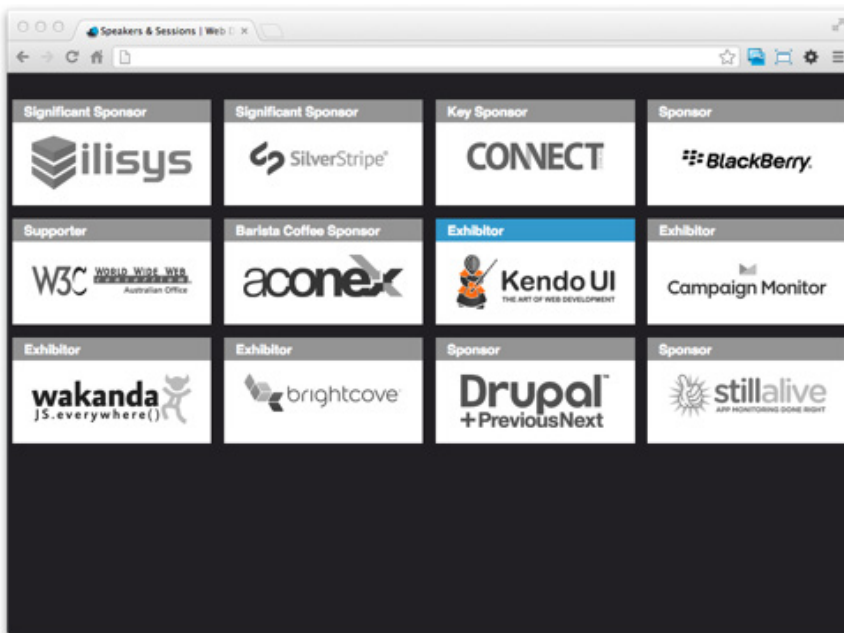 Speakers & Sessions | Web D
Significant Sponsor
ilisys
Significant Sponsor
SilverStripe®
Key Sponsor
CONNECT
Sponsor
BlackBerry.
Supporter
W3C WORLD WIDE WEB
consortium
Australian Office
Barista Coffee Sponsor
aconex
Exhibitor
Kendo UI
THE ART OF WEB DEVELOPMENT
Exhibitor
Campaign Monitor
Exhibitor
wakanda
JS.everywhere()
Exhibitor
brightcove
Sponsor
Drupal™
+PreviousNext
Sponsor
stillalive
APP MONITORING DONE RIGHT